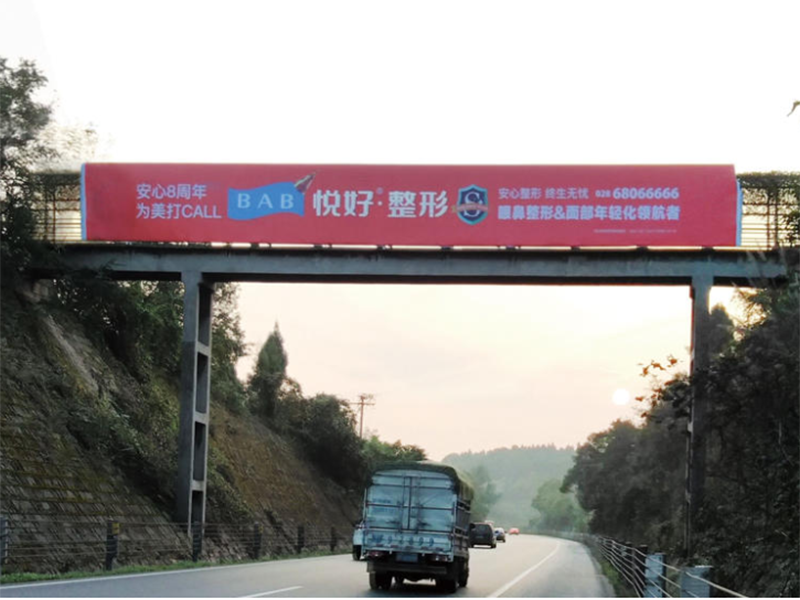 安心8周年
为美打CALL
BAB
悦好·整形
S
安心整形 终生无忧 028 68066666
眼鼻整形&面部年轻化领航者